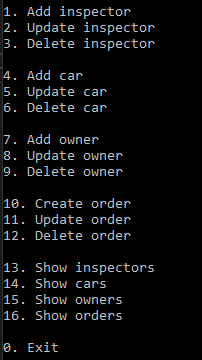 1. Add inspector
2. Update inspector
3. Delete inspector
4. Add car
5. Update car
6. Delete car
7. Add owner
8. Update owner
9. Delete owner
10. Create order
11. Update order
12. Delete order
13. Show inspectors
14. Show cars
15. Show owners
16. Show orders
0. Exit